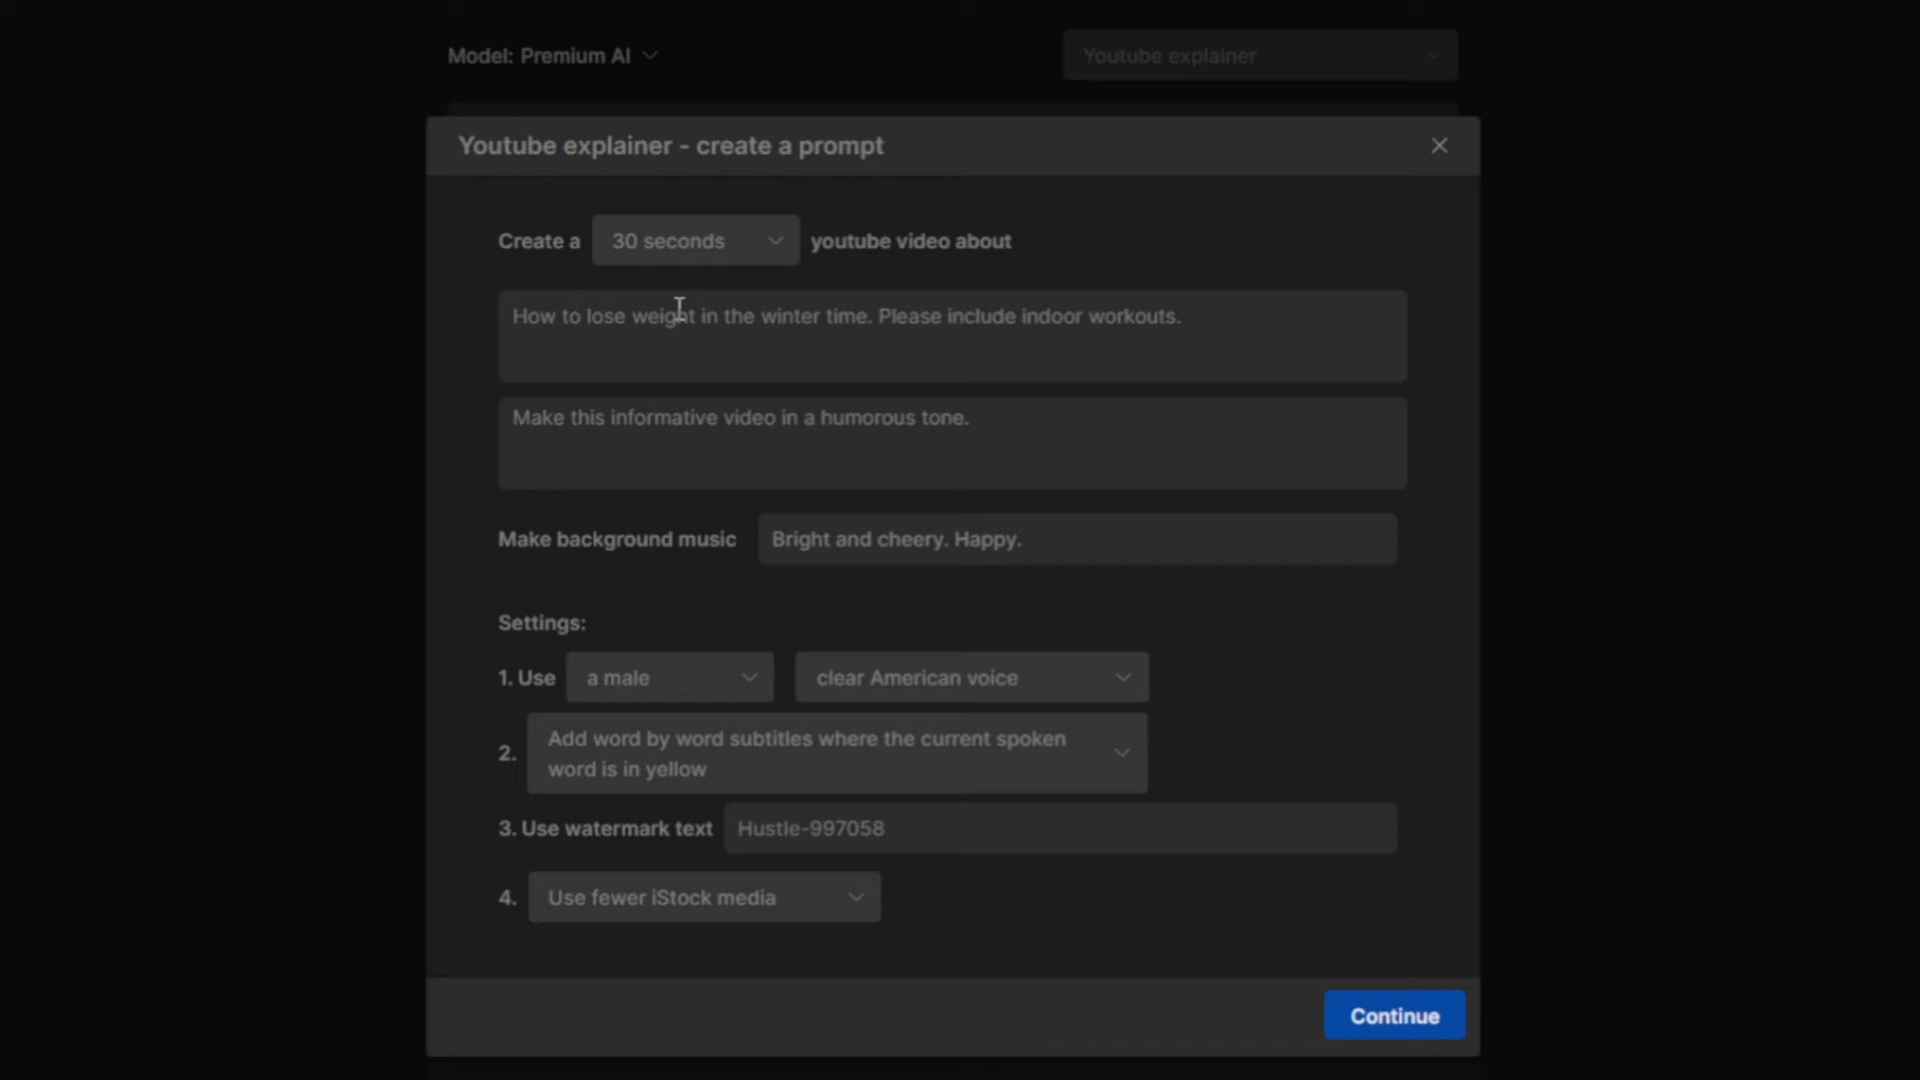 Model: Premium AI
Youtube explainer
Youtube explainer - create a prompt
Create a 30 seconds youtube video about
How to lose weight in the winter time. Please include indoor workouts.
Make this informative video in a humorous tone.
Make background music Bright and cheery. Happy.
Settings:
1. Use a male clear American voice
2. Add word by word subtitles where the current spoken
word is in yellow
3. Use watermark text Hustle-997058
4. Use fewer iStock media
Continue